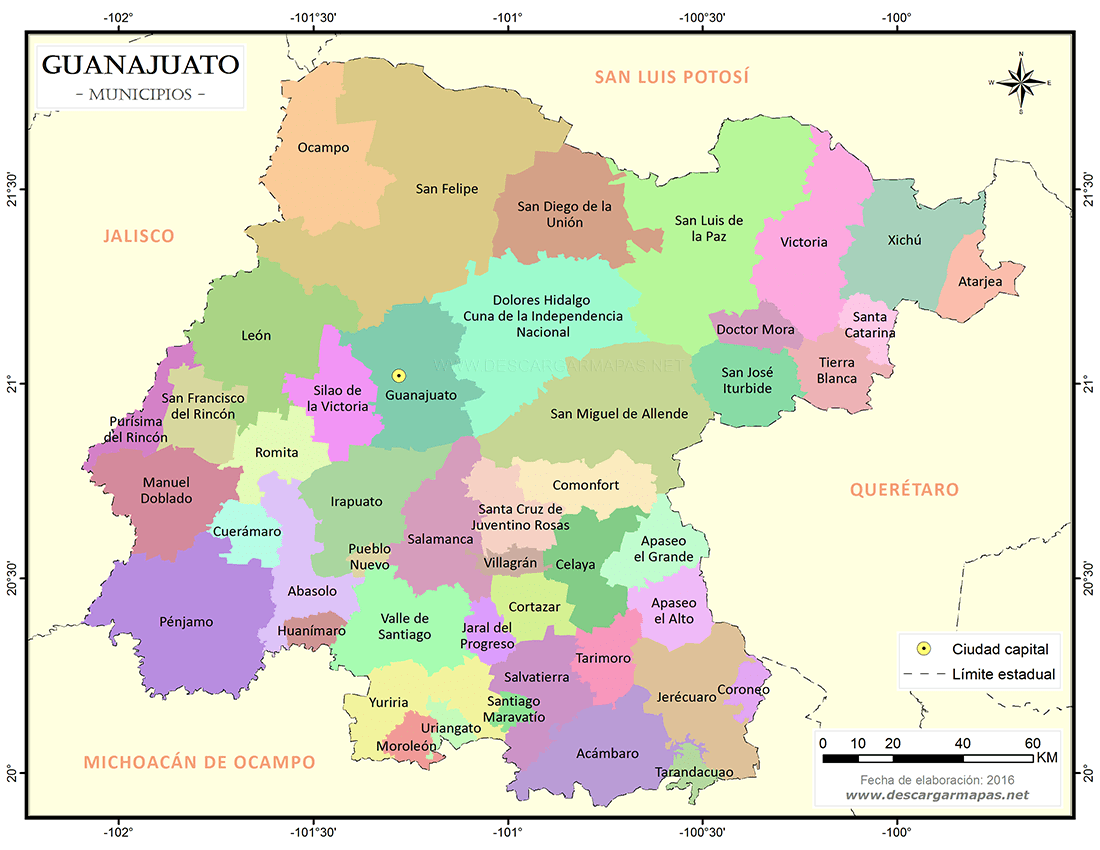 -102°
-101°30'
-101°
-100°30'
-100°
GUANAJUATO
- MUNICIPIOS -
SAN LUIS POTOSÍ
N
W
E
S
Ocampo
San Felipe
21°30'
21°30'
San Diego de la
Unión
San Luis de
la Paz
JALISCO
Victoria
Xichú
Atarjea
Dolores Hidalgo
Cuna de la Independencia
Nacional
León
Doctor Mora
Santa
Catarina
WWW.DESCARGARMAPAS.NET
21°
21°
Tierra
Blanca
San José
Iturbide
Silao de
la Victoria
Guanajuato
San Francisco
del Rincón
San Miguel de Allende
Purísima
del Rincón
Romita
Manuel
Doblado
Comonfort
QUERÉTARO
Irapuato
Santa Cruz de
Juventino Rosas
Cuerámaro
Salamanca
Apaseo
el Grande
Pueblo
Nuevo
Villagrán
Celaya
20°30'
20°30'
Abasolo
Cortazar
Apaseo
el Alto
Pénjamo
Valle de
Santiago
Huanímaro
Jaral del
Progreso
Tarimoro
Ciudad capital
Límite estadual
Salvatierra
Jerécuaro
Coroneo
Yuriria
Santiago
Maravatío
Uriangato
Moroleón
Acámbaro
Tarandacuao
MICHOACÁN DE OCAMPO
0 10 20 40 60
KM
20°
20°
Fecha de elaboración: 2016
www.descargarmapas.net
-102°
-101°30'
-101°
-100°30'
-100°